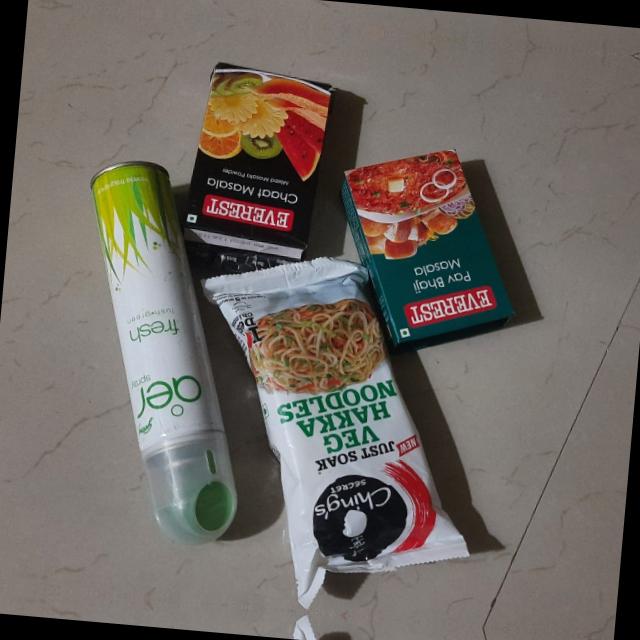 EVEREST
Chaat Masala
Mixed Masala Powder
EVEREST
Pav Bhaji
Masala
Ching's
SECRET
NEW JUST SOAK
VEG
HAKKA
NOODLES
aer
spray
fresh
lush green